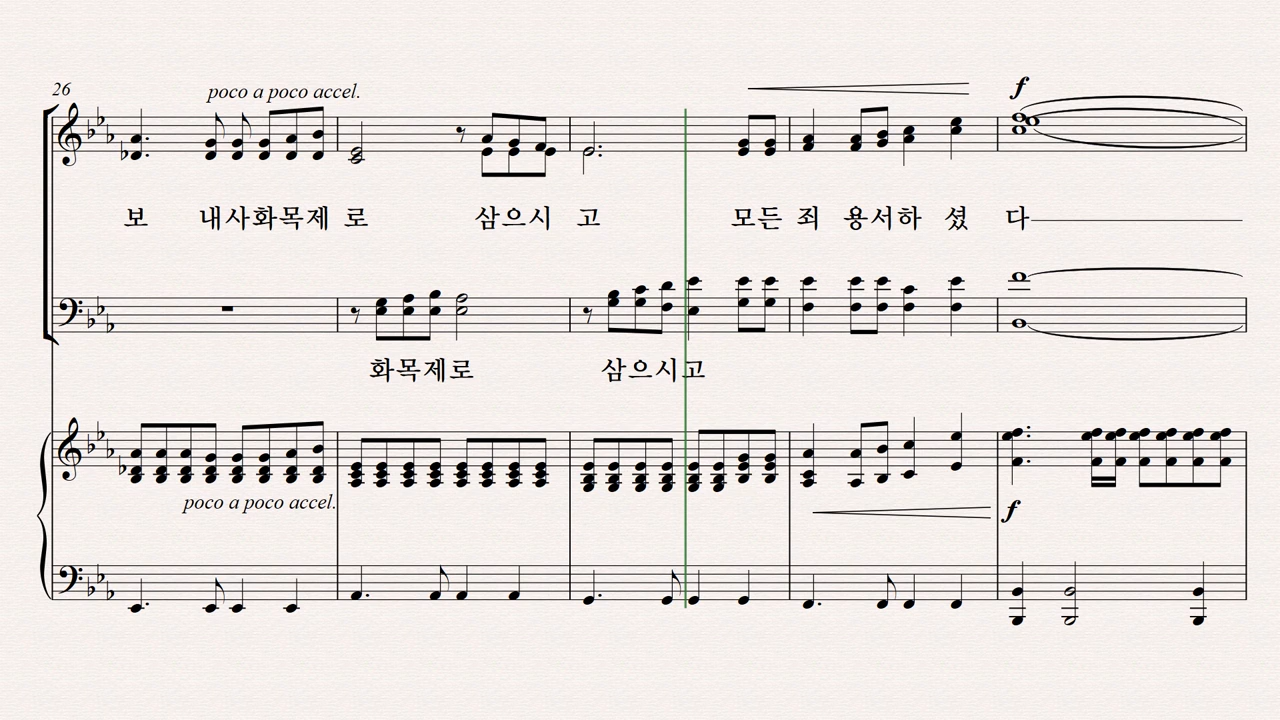 26
poco a poco accel.
f
보 내사화목제 로 삼으시 고 모든 죄 용서하 셨 다
화목제로 삼으시고
poco a poco accel.
f